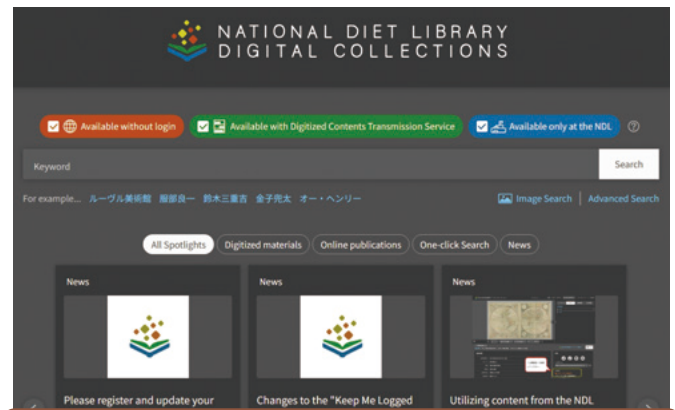 NATIONAL DIET LIBRARY
DIGITAL COLLECTIONS
Available without login
Available with Digitized Contents Transmission Service
Available only at the NDL
?
Keyword
Search
For example... ルーヴル美術館 服部良一 鈴木三重吉 金子兜太 オー・ヘンリー
Image Search | Advanced Search
All Spotlights
Digitized materials
Online publications
One-click Search
News
News
News
News
Please register and update your
Changes to the "Keep Me Logged
Utilizing content from the NDL